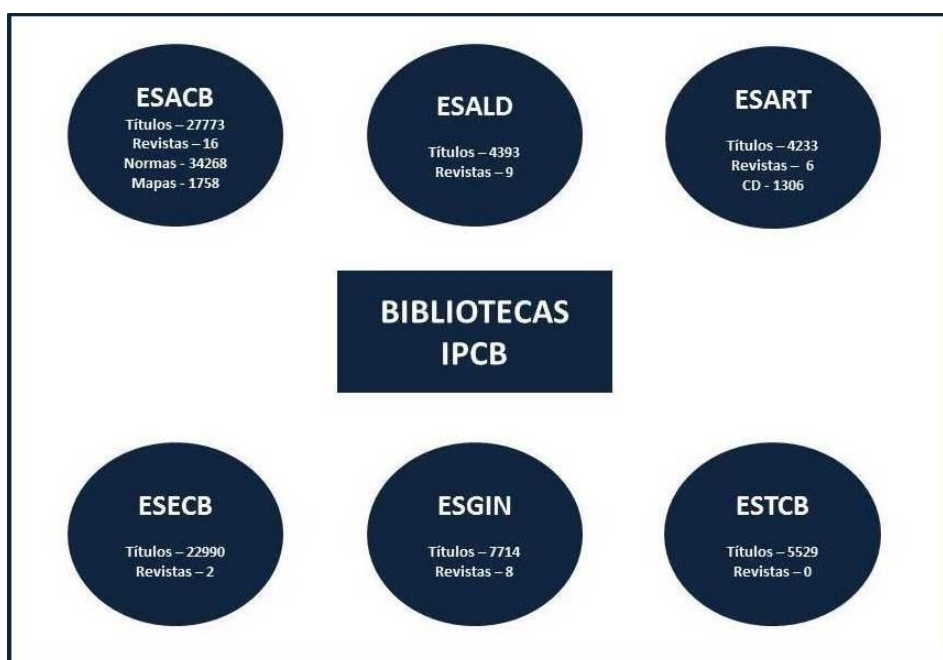 ESACB
Títulos – 27773
Revistas – 16
Normas - 34268
Mapas - 1758
ESALD
Títulos – 4393
Revistas – 9
ESART
Títulos – 4233
Revistas – 6
CD - 1306
BIBLIOTECAS
IPCB
ESECB
Títulos – 22990
Revistas – 2
ESGIN
Títulos – 7714
Revistas – 8
ESTCB
Títulos – 5529
Revistas – 0